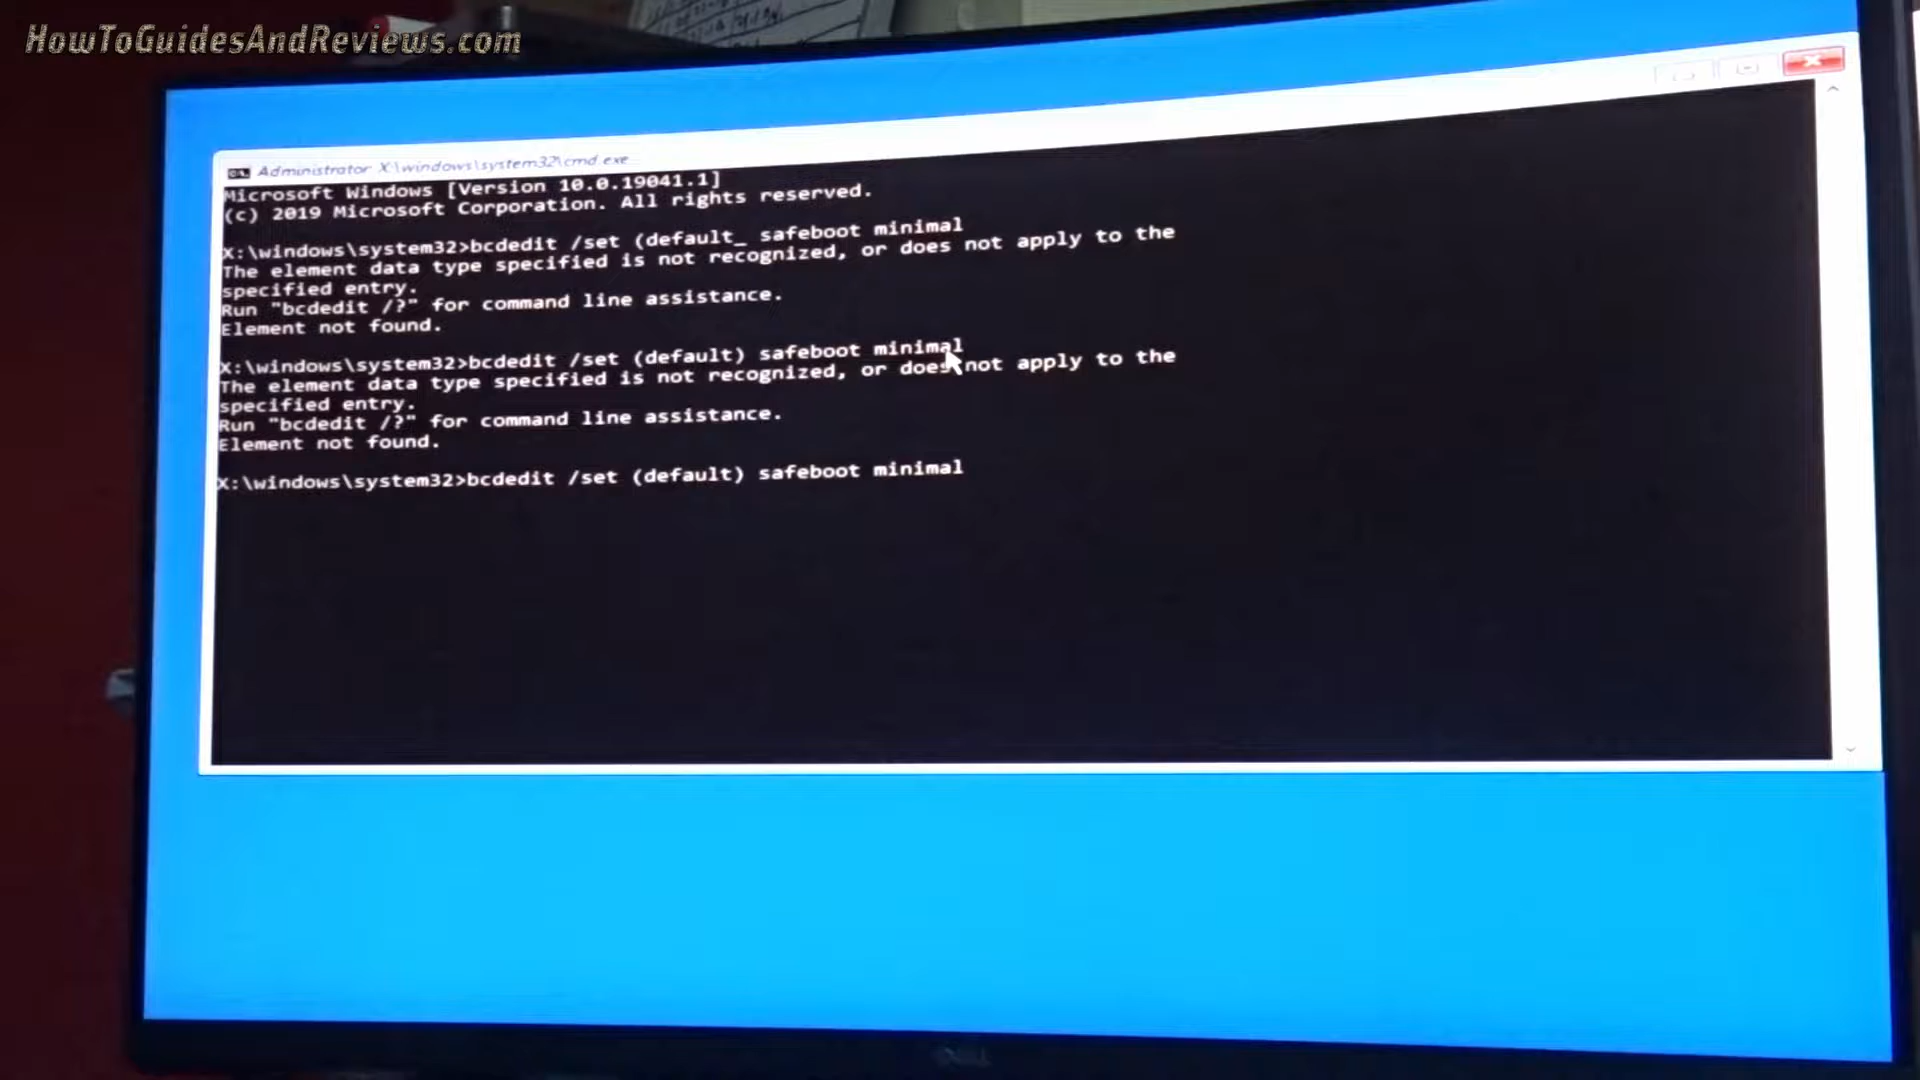 HowToGuidesAndReviews.com
Administrator X:\windows\system32\cmd.exe
Microsoft Windows [Version 10.0.19041.1]
(c) 2019 Microsoft Corporation. All rights reserved.
X:\windows\system32>bcdedit /set (default_ safeboot minimal
The element data type specified is not recognized, or does not apply to the
specified entry.
Run "bcdedit /?" for command line assistance.
Element not found.
X:\windows\system32>bcdedit /set (default) safeboot minimal
The element data type specified is not recognized, or does not apply to the
specified entry.
Run "bcdedit /?" for command line assistance.
Element not found.
X:\windows\system32>bcdedit /set (default) safeboot minimal